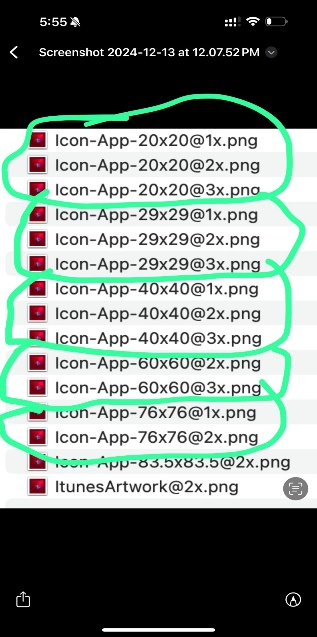 5:55
Screenshot 2024-12-13 at 12.07.52 PM
Icon-App-20x20@1x.png
Icon-App-20x20@2x.png
Icon-App-20x20@3x.png
Icon-App-29x29@1x.png
Icon-App-29x29@2x.png
Icon-App-29x29@3x.png
Icon-App-40x40@1x.png
Icon-App-40x40@2x.png
Icon-App-40x40@3x.png
Icon-App-60x60@2x.png
Icon-App-60x60@3x.png
Icon-App-76x76@1x.png
Icon-App-76x76@2x.png
Icon-App-83.5x83.5@2x.png
ItunesArtwork@2x.png